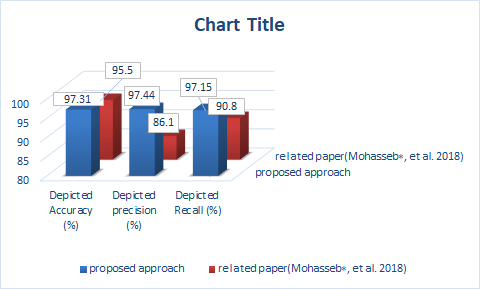 Chart Title
95.5
97.31
97.44
97.15
86.1
90.8
100
95
90
85
80
related paper(Mohasseb*, et al. 2018)
proposed approach
Depicted Accuracy (%)
Depicted precision (%)
Depicted Recall (%)
proposed approach
related paper(Mohasseb*, et al. 2018)